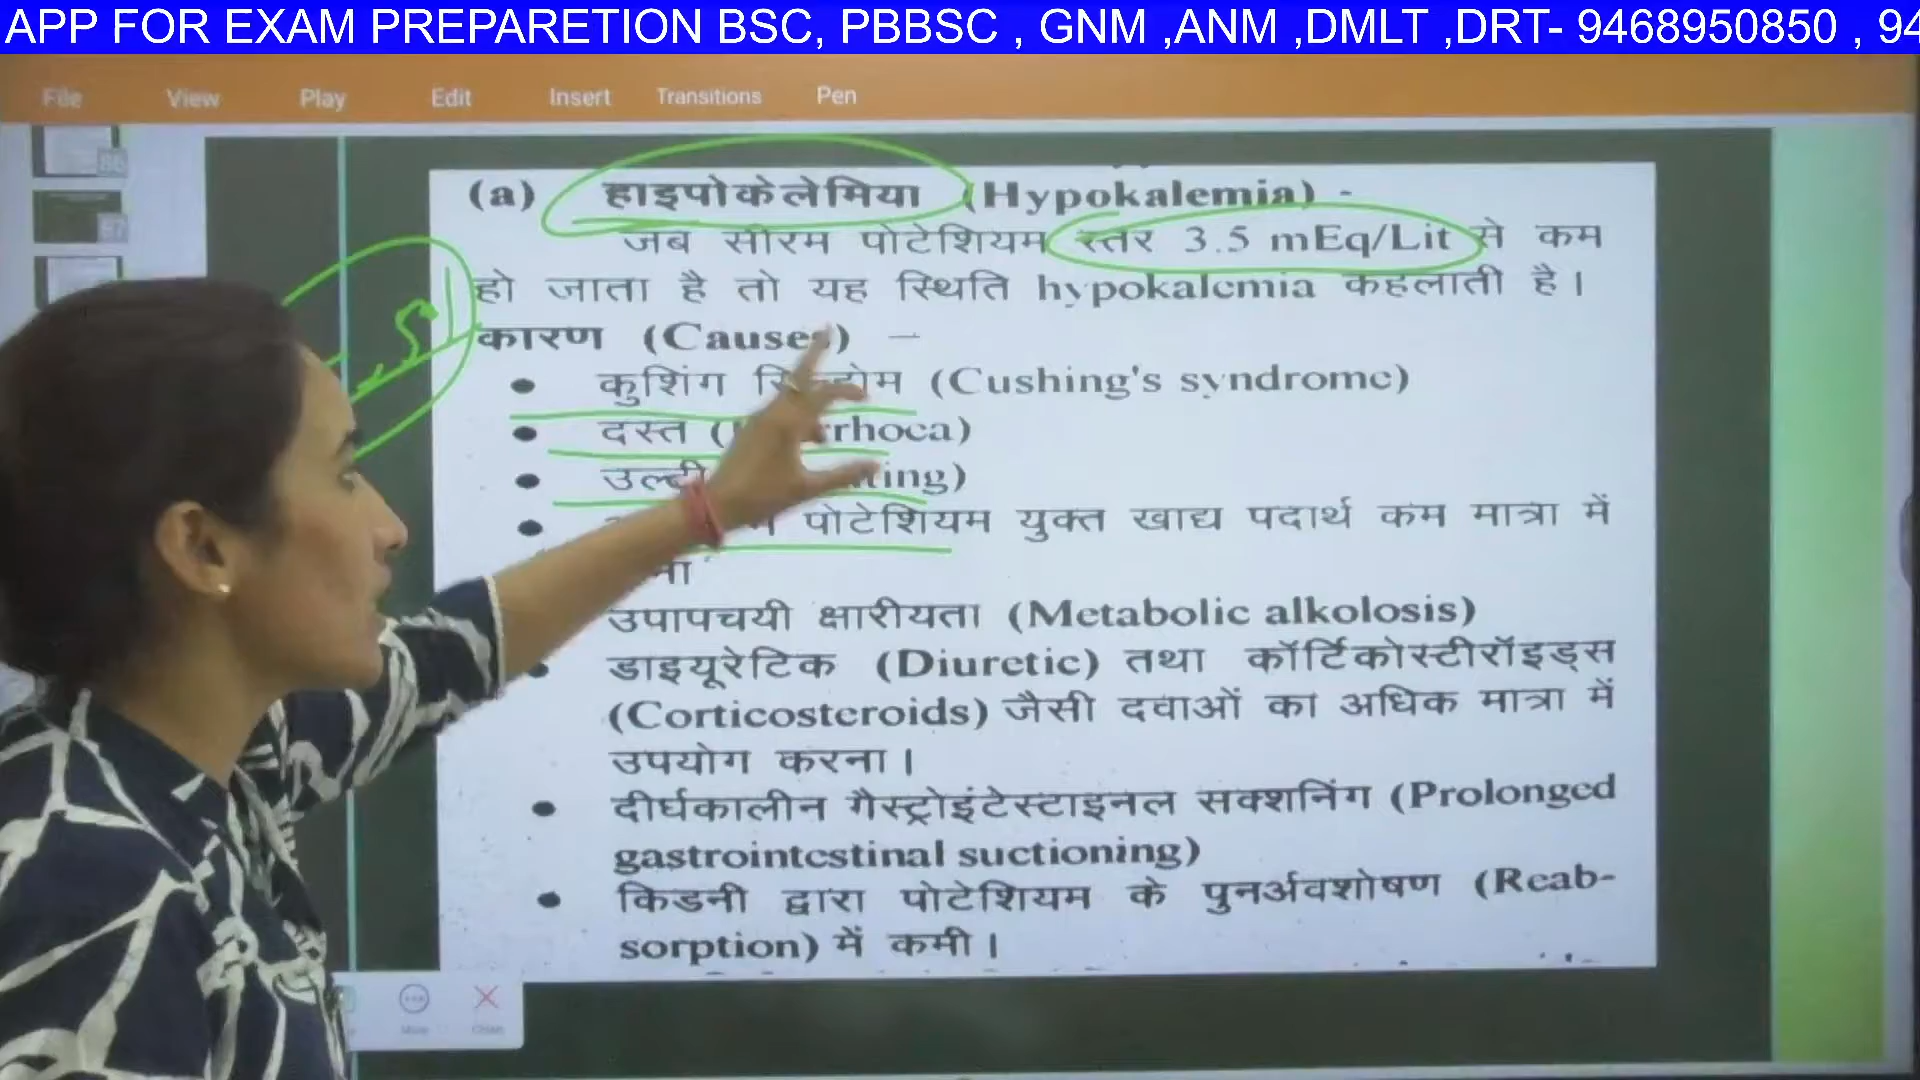 APP FOR EXAM PREPARETION BSC, PBBSC , GNM ,ANM ,DMLT ,DRT- 9468950850 , 94
File View Play Edit Insert Transitions Pen
86
87
(a) हाइपोकेलेमिया (Hypokalemia) -
जब सीरम पोटेशियम स्तर 3.5 mEq/Lit से कम
हो जाता है तो यह स्थिति hypokalemia कहलाती है।
कारण (Causes) –
• कुशिंग (Cushing's syndrome)
• दस्त
• उल्टी
• पोटेशियम युक्त खाद्य पदार्थ कम मात्रा में
उपापचयी क्षारीयता (Metabolic alkolosis)
• डाइयूरेटिक (Diuretic) तथा कॉर्टिकोस्टीरॉइड्स
(Corticosteroids) जैसी दवाओं का अधिक मात्रा में
उपयोग करना।
• दीर्घकालीन गैस्ट्रोइंटेस्टाइनल सक्शनिंग (Prolonged
gastrointestinal suctioning)
• किडनी द्वारा पोटेशियम के पुनर्अवशोषण (Reab-
sorption) में कमी।